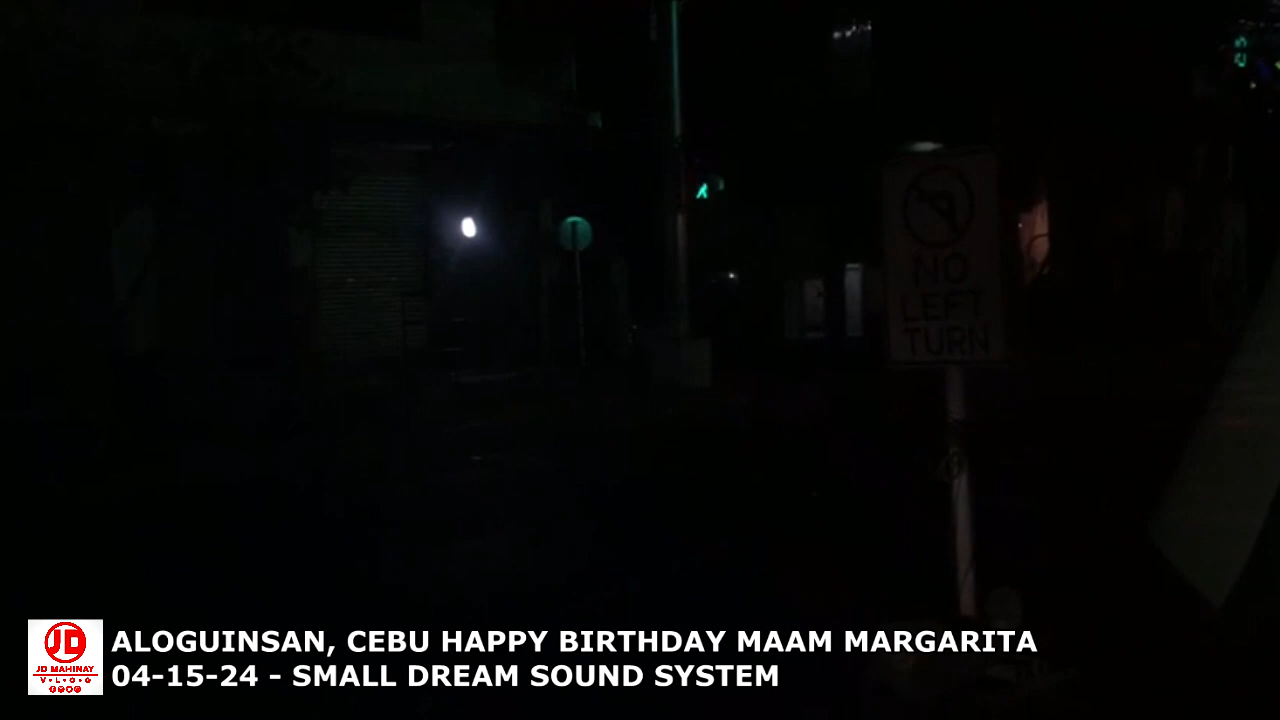 NO
LEFT
TURN
JD
JD MAHINAY
V•L•O•G
ALOGUINSAN, CEBU HAPPY BIRTHDAY MAAM MARGARITA
04-15-24 - SMALL DREAM SOUND SYSTEM